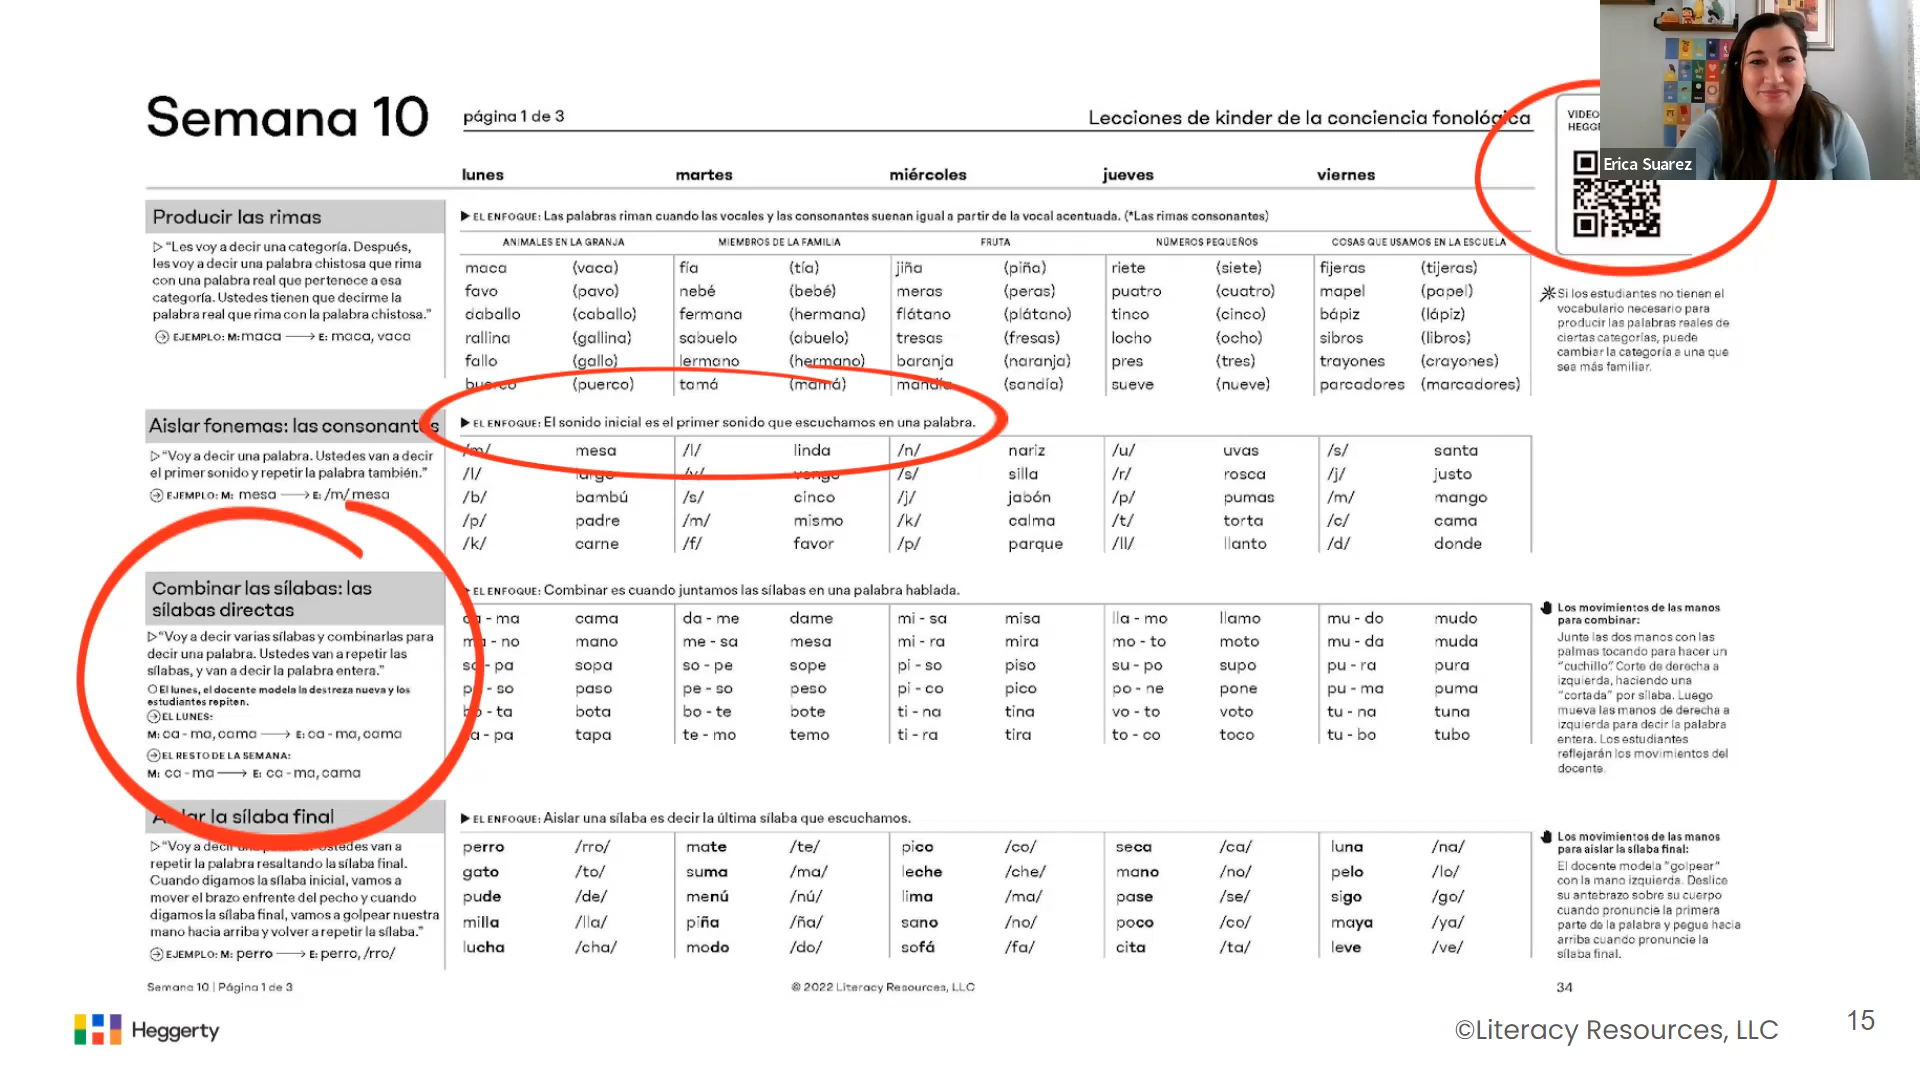 Semana 10 página 1 de 3 Lecciones de kinder de la conciencia fonológica
VIDEO
HEGG
Erica Suarez
lunes martes miércoles jueves viernes
Producir las rimas
▷ “Les voy a decir una categoría. Después,
les voy a decir una palabra chistosa que rima
con una palabra real que pertenece a esa
categoría. Ustedes tienen que decirme la
palabra real que rima con la palabra chistosa.”
EJEMPLO: M: maca → E: maca, vaca
▶ EL ENFOQUE: Las palabras riman cuando las vocales y las consonantes suenan igual a partir de la vocal acentuada. (*Las rimas consonantes)
ANIMALES EN LA GRANJA MIEMBROS DE LA FAMILIA FRUTA NÚMEROS PEQUEÑOS COSAS QUE USAMOS EN LA ESCUELA
maca (vaca) fía (tía) jiña (piña) riete (siete) fijeras (tijeras)
favo (pavo) nebé (bebé) meras (peras) puatro (cuatro) mapel (papel)
daballo (caballo) fermana (hermana) flátano (plátano) tinco (cinco) bápiz (lápiz)
rallina (gallina) sabuelo (abuelo) tresas (fresas) locho (ocho) sibros (libros)
fallo (gallo) lermano (hermano) baranja (naranja) pres (tres) trayones (crayones)
buerco (puerco) tamá (mamá) mandía (sandía) sueve (nueve) parcadores (marcadores)
Si los estudiantes no tienen el
vocabulario necesario para
producir las palabras reales de
ciertas categorías, puede
cambiar la categoría a una que
sea más familiar.
Aislar fonemas: las consonantes
▷ “Voy a decir una palabra. Ustedes van a decir
el primer sonido y repetir la palabra también.”
EJEMPLO: M: mesa → E: /m/ mesa
▶ EL ENFOQUE: El sonido inicial es el primer sonido que escuchamos en una palabra.
/m/ mesa /l/ linda /n/ nariz /u/ uvas /s/ santa
/l/ largo /v/ vengo /s/ silla /r/ rosca /j/ justo
/b/ bambú /s/ cinco /j/ jabón /p/ pumas /m/ mango
/p/ padre /m/ mismo /k/ calma /t/ torta /c/ cama
/k/ carne /f/ favor /p/ parque /ll/ llanto /d/ donde
Combinar las sílabas: las
sílabas directas
▷ “Voy a decir varias sílabas y combinarlas para
decir una palabra. Ustedes van a repetir las
sílabas, y van a decir la palabra entera.”
El lunes, el docente modela la destreza nueva y los
estudiantes repiten.
EL LUNES:
M: ca - ma, cama → E: ca - ma, cama
EL RESTO DE LA SEMANA:
M: ca - ma → E: ca - ma, cama
EL ENFOQUE: Combinar es cuando juntamos las sílabas en una palabra hablada.
ca - ma cama da - me dame mi - sa misa lla - mo llamo mu - do mudo
ma - no mano me - sa mesa mi - ra mira mo - to moto mu - da muda
so - pa sopa so - pe sope pi - so piso su - po supo pu - ra pura
pa - so paso pe - so peso pi - co pico po - ne pone pu - ma puma
bo - ta bota bo - te bote ti - na tina vo - to voto tu - na tuna
ta - pa tapa te - mo temo ti - ra tira to - co toco tu - bo tubo
Los movimientos de las manos
para combinar:
Junte las dos manos con las
palmas tocando para hacer un
“cuchillo”. Corte de derecha a
izquierda, haciendo una
“cortada” por sílaba. Luego
mueva las manos de derecha a
izquierda para decir la palabra
entera. Los estudiantes
reflejarán los movimientos del
docente.
Aislar la sílaba final
▷ “Voy a decir una palabra. Ustedes van a
repetir la palabra resaltando la sílaba final.
Cuando digamos la sílaba inicial, vamos a
mover el brazo enfrente del pecho y cuando
digamos la sílaba final, vamos a golpear nuestra
mano hacia arriba y volver a repetir la sílaba.”
EJEMPLO: M: perro → E: perro, /rro/
▶ EL ENFOQUE: Aislar una sílaba es decir la última sílaba que escuchamos.
perro /rro/ mate /te/ pico /co/ seca /ca/ luna /na/
gato /to/ suma /ma/ leche /che/ mano /no/ pelo /lo/
pude /de/ menú /nú/ lima /ma/ pase /se/ sigo /go/
milla /lla/ piña /ña/ sano /no/ poco /co/ maya /ya/
lucha /cha/ modo /do/ sofá /fa/ cita /ta/ leve /ve/
Los movimientos de las manos
para aislar la sílaba final:
El docente modela “golpear”
con la mano izquierda. Deslice
su antebrazo sobre su cuerpo
cuando pronuncie la primera
parte de la palabra y pegue hacia
arriba cuando pronuncie la
sílaba final.
Semana 10 | Página 1 de 3 © 2022 Literacy Resources, LLC 34
Heggerty
©Literacy Resources, LLC 15